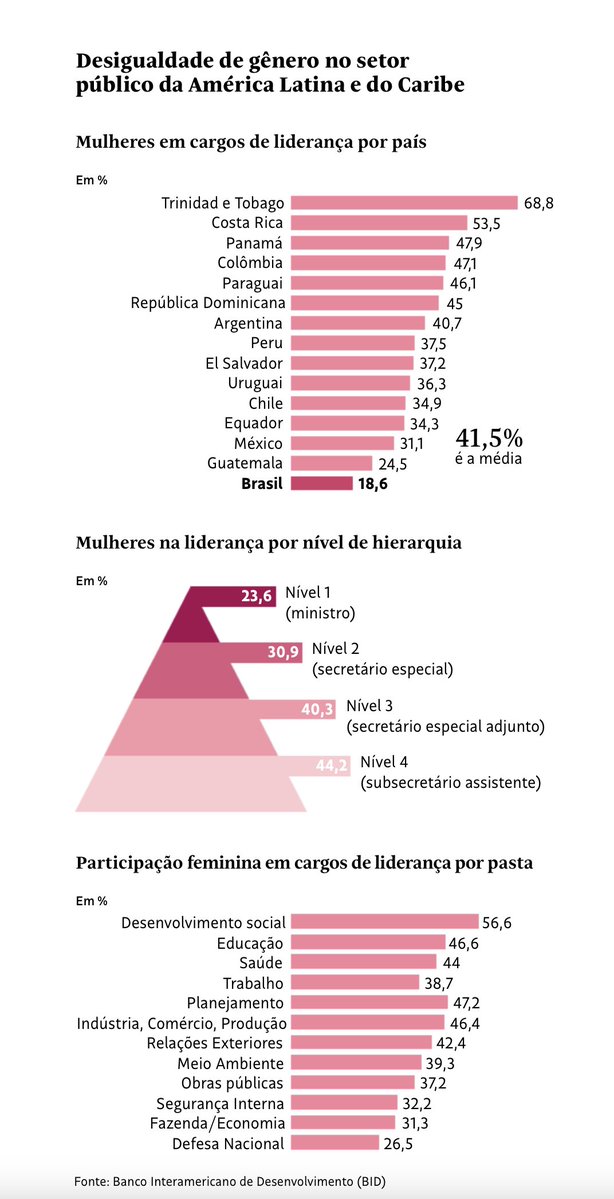 Desigualdade de gênero no setor
público da América Latina e do Caribe
Mulheres em cargos de liderança por país
Em %
Trinidad e Tobago 68,8
Costa Rica 53,5
Panamá 47,9
Colômbia 47,1
Paraguai 46,1
República Dominicana 45
Argentina 40,7
Peru 37,5
El Salvador 37,2
Uruguai 36,3
Chile 34,9
Equador 34,3
México 31,1
Guatemala 24,5
Brasil 18,6
41,5%
é a média
Mulheres na liderança por nível de hierarquia
Em %
23,6 Nível 1
(ministro)
30,9 Nível 2
(secretário especial)
40,3 Nível 3
(secretário especial adjunto)
44,2 Nível 4
(subsecretário assistente)
Participação feminina em cargos de liderança por pasta
Em %
Desenvolvimento social 56,6
Educação 46,6
Saúde 44
Trabalho 38,7
Planejamento 47,2
Indústria, Comércio, Produção 46,4
Relações Exteriores 42,4
Meio Ambiente 39,3
Obras públicas 37,2
Segurança Interna 32,2
Fazenda/Economia 31,3
Defesa Nacional 26,5
Fonte: Banco Interamericano de Desenvolvimento (BID)